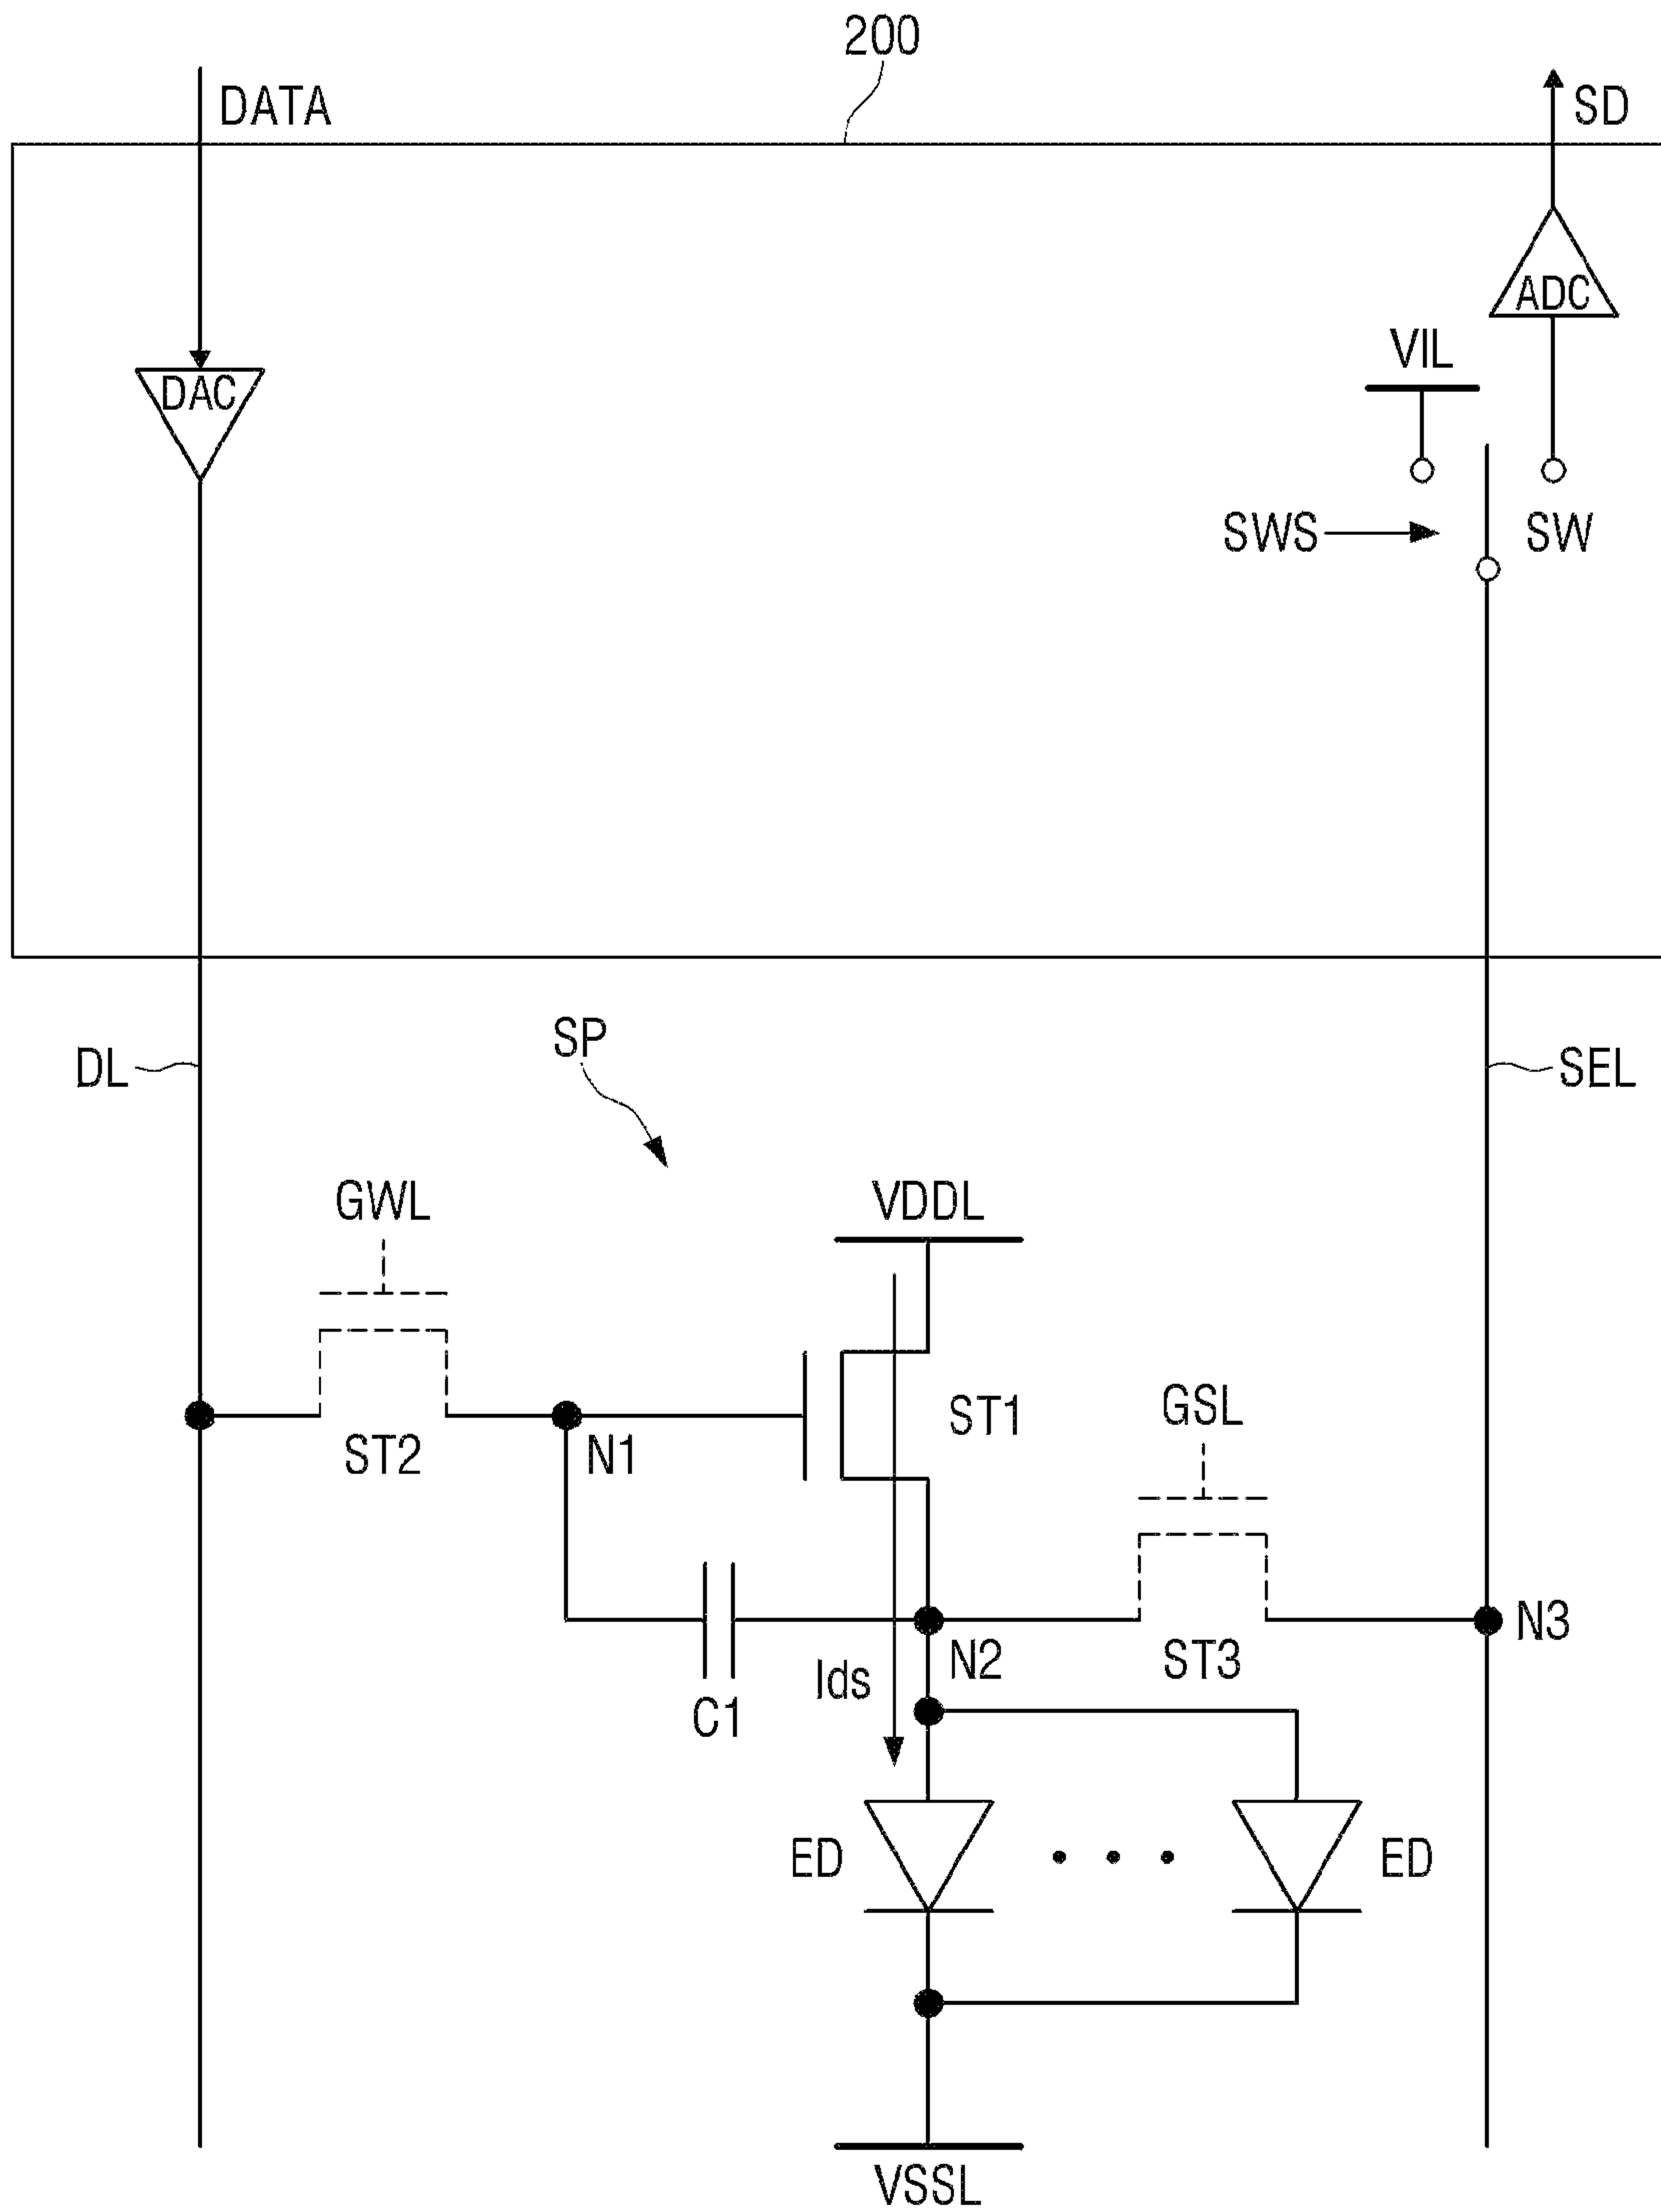 200
DATA
SD
ADC
VIL
DAC
SWS
SW
SP
DL
SEL
GWL
VDDL
ST1
GSL
ST2
N1
N3
N2
ST3
Ids
C1
ED
ED
VSSL